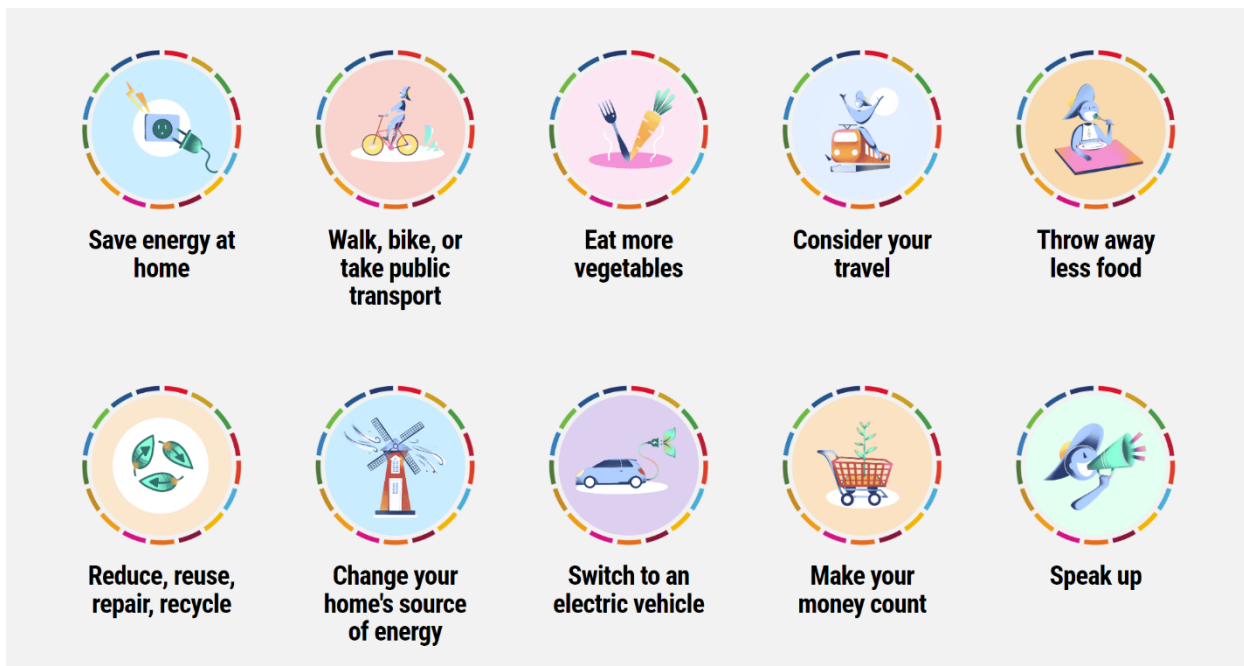 Save energy at
home
Walk, bike, or
take public
transport
Eat more
vegetables
Consider your
travel
Throw away
less food
Reduce, reuse,
repair, recycle
Change your
home's source
of energy
Switch to an
electric vehicle
Make your
money count
Speak up